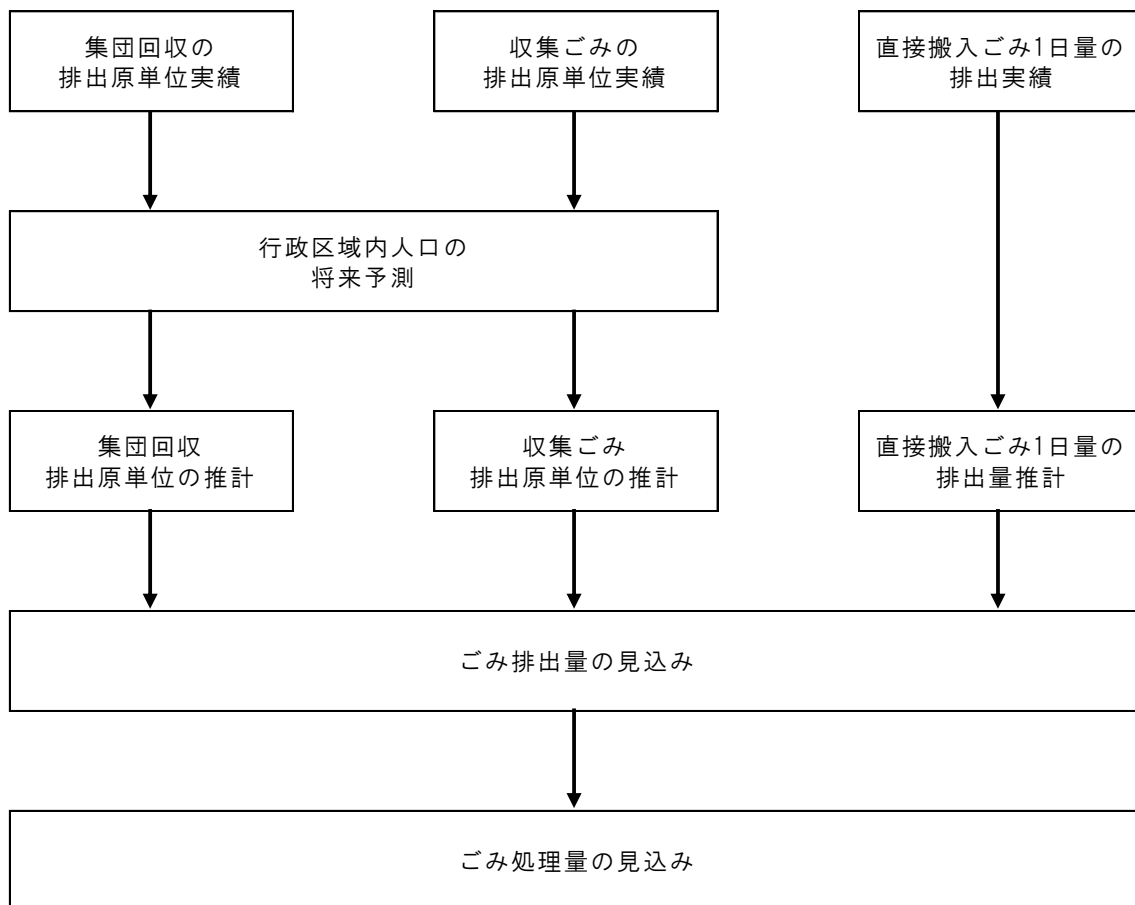 集団回収の
排出原単位実績
収集ごみの
排出原単位実績
直接搬入ごみ1日量の
排出実績
行政区域内人口の
将来予測
集団回収
排出原単位の推計
収集ごみ
排出原単位の推計
直接搬入ごみ1日量の
排出量推計
ごみ排出量の見込み
ごみ処理量の見込み